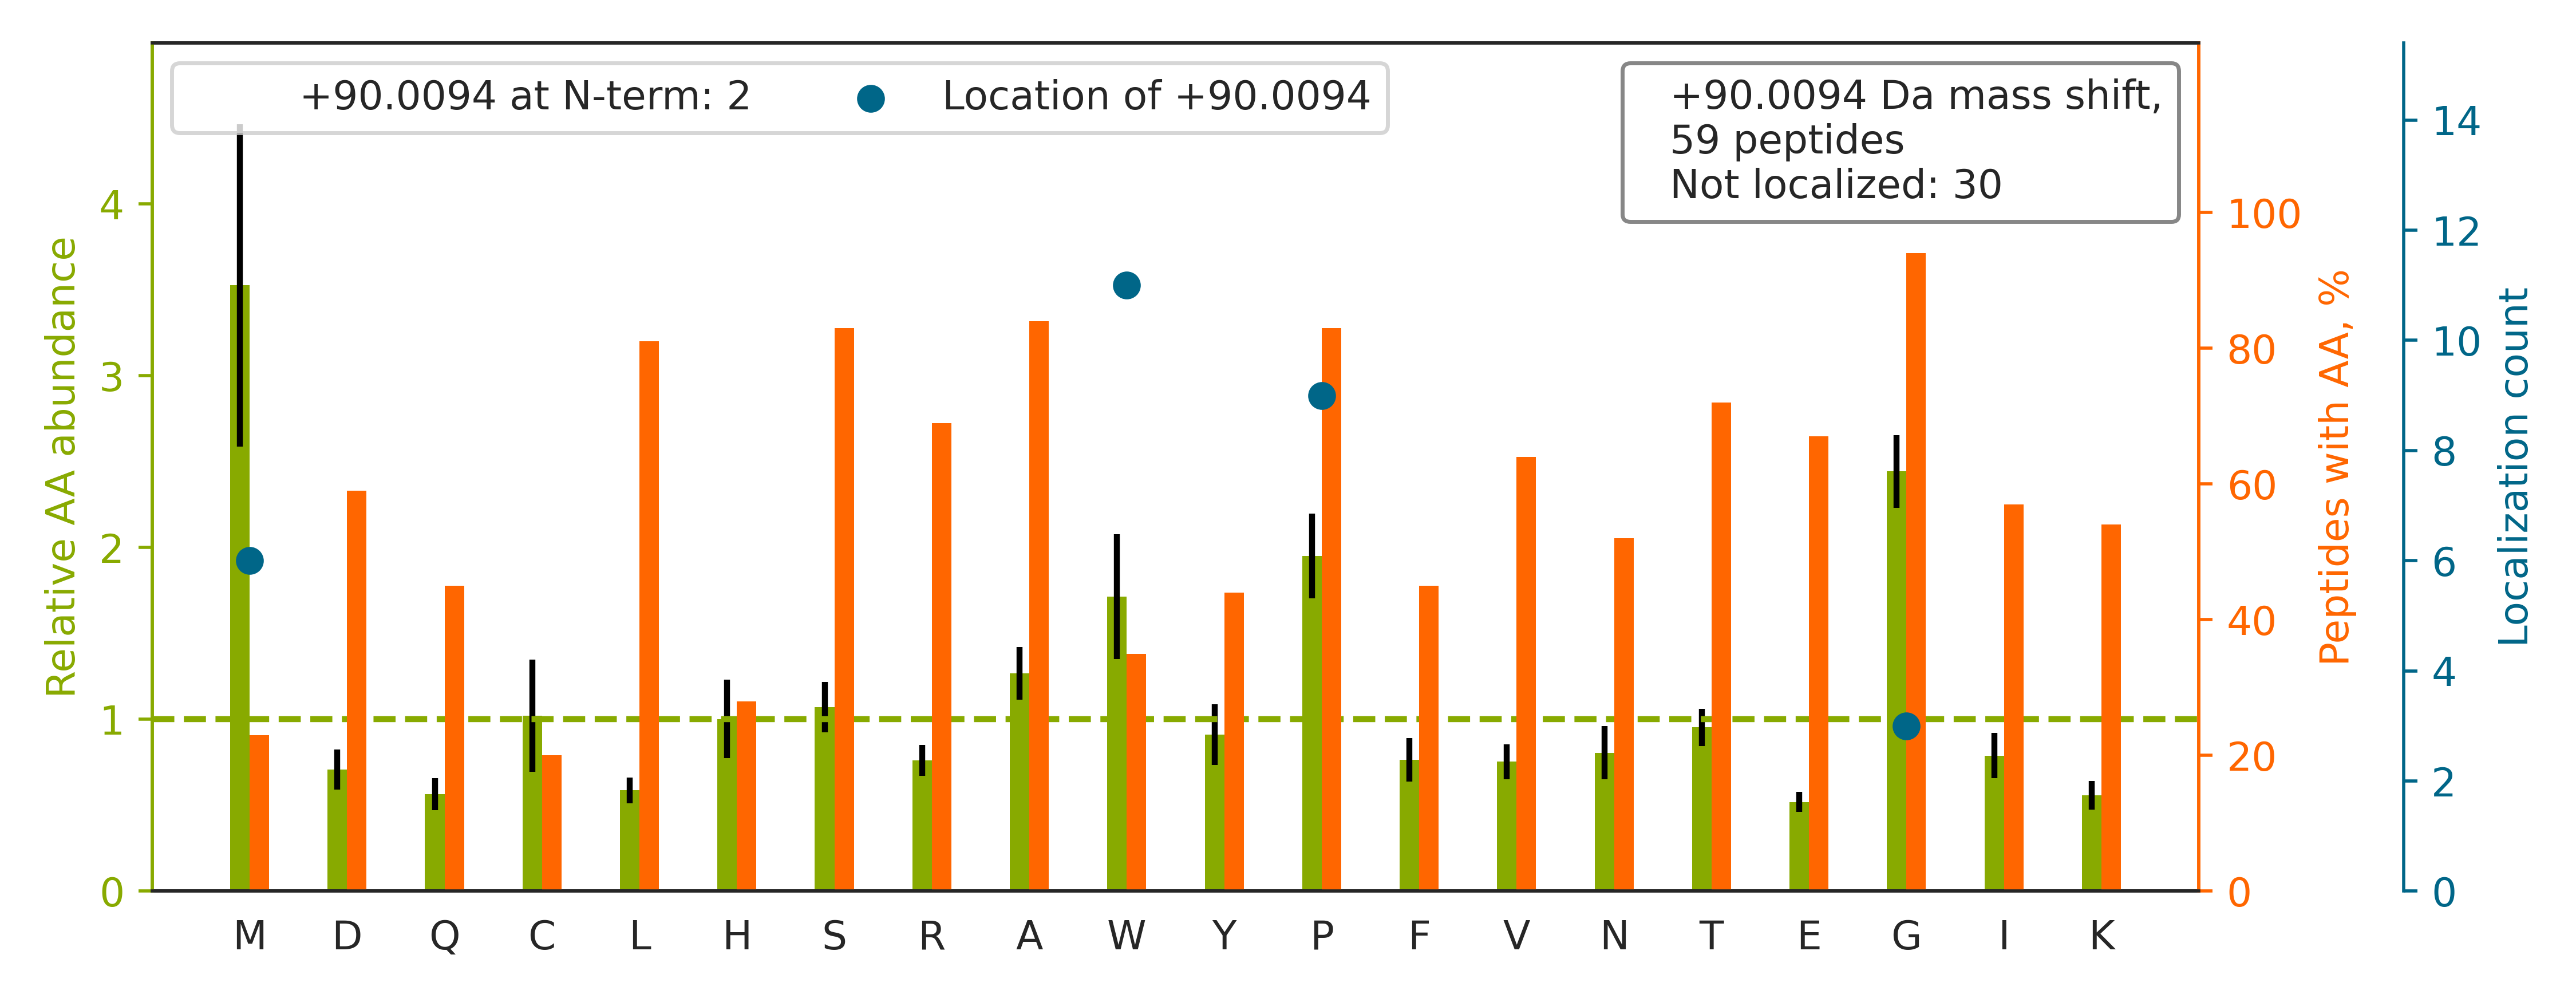 +90.0094 at N-term: 2
Location of +90.0094
+90.0094 Da mass shift,
59 peptides
Not localized: 30
Relative AA abundance
4
3
2
1
0
M D Q C L H S R A W Y P F V N T E G I K
100
80
60
40
20
0
Peptides with AA, %
14
12
10
8
6
4
2
0
Localization count